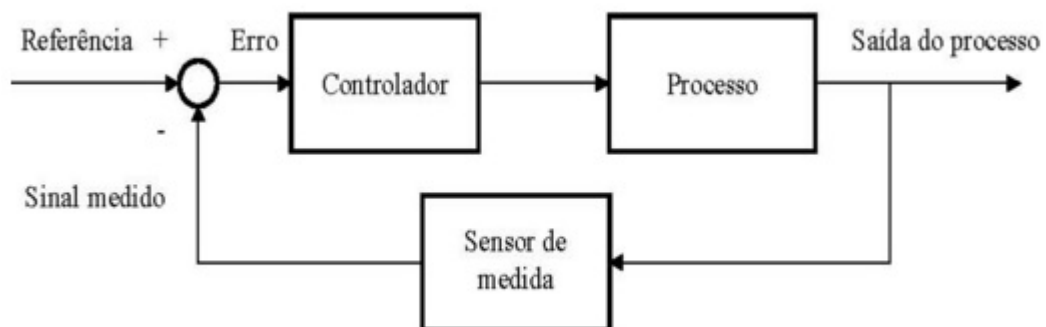 Referência +
Erro
Controlador
Processo
Saída do processo
-
Sinal medido
Sensor de
medida